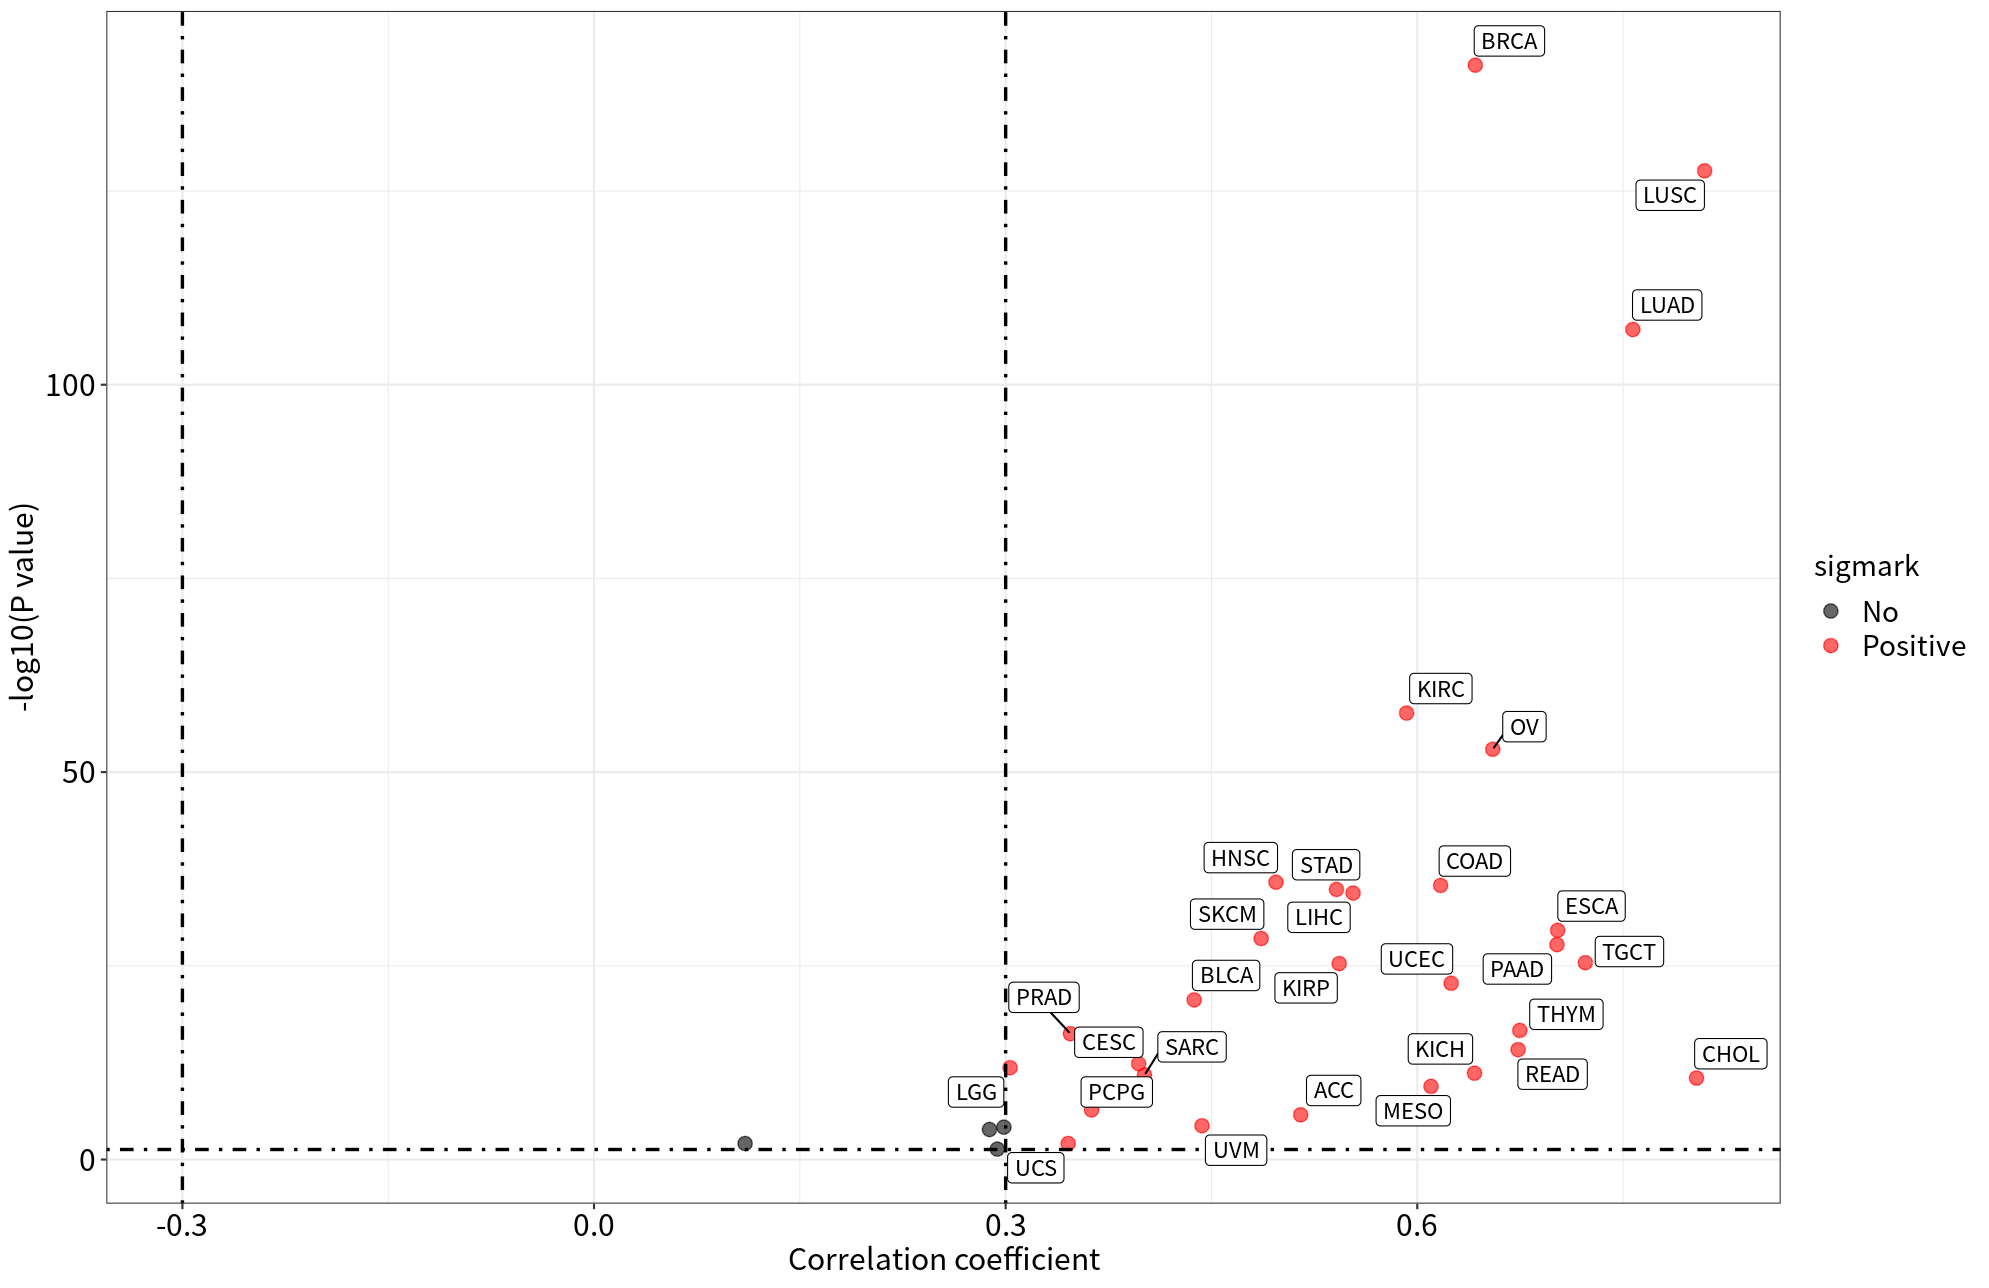 BRCA
LUSC
LUAD
100
KIRC
OV
50
HNSC
STAD
COAD
SKCM
LIHC
ESCA
UCEC
PAAD
TGCT
BLCA
KIRP
PRAD
THYM
CESC
SARC
KICH
CHOL
READ
LGG
PCPG
ACC
MESO
UVM
UCS
0
-0.3
0.0
0.3
0.6
Correlation coefficient
-log10(P value)
sigmark
No
Positive